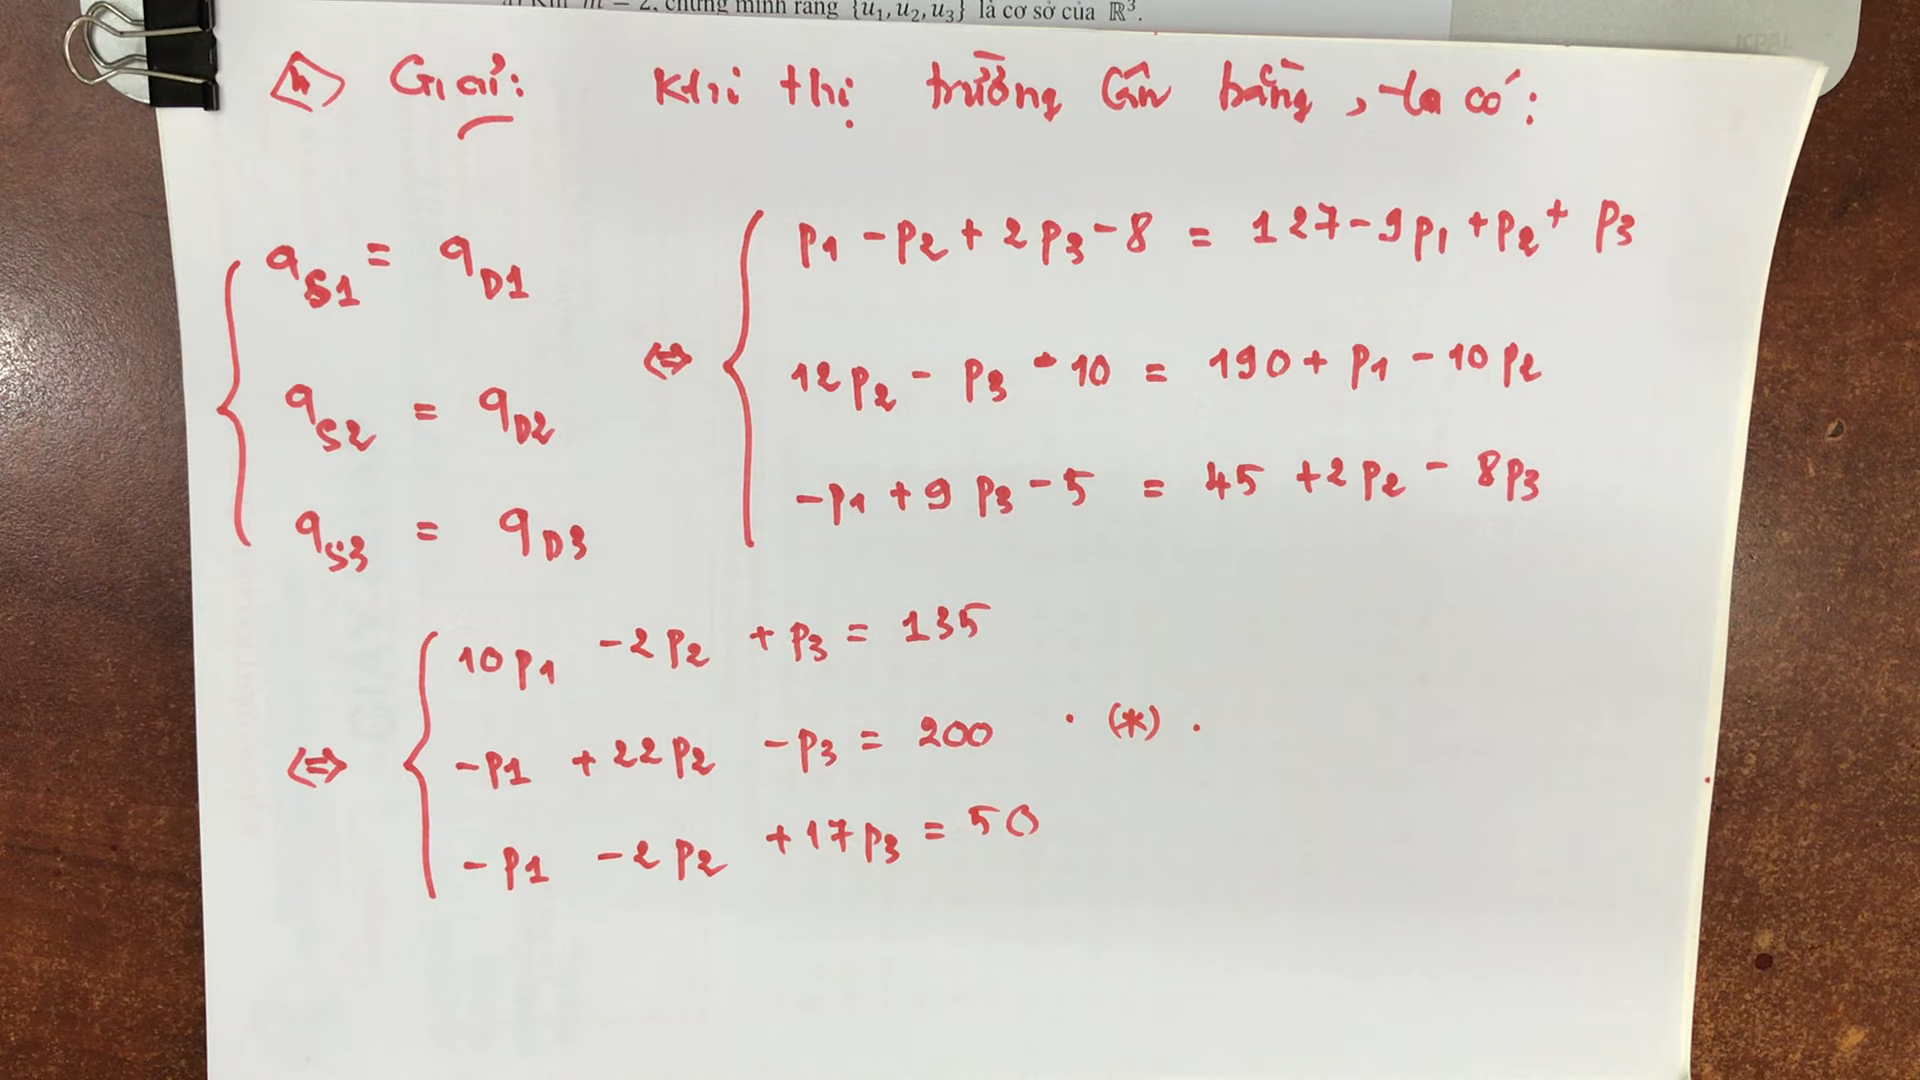 m = 2, chứng minh rằng {u₁, u₂, u₃} là cơ sở của ℝ³.
4 Giải: Khi thị trường cân bằng, ta có:
{ qS1 = qD1 ⇔ { p1 - p2 + 2p3 - 8 = 127 - 9p1 + p2 + p3
qS2 = qD2 12p2 - p3 - 10 = 190 + p1 - 10p2
qS3 = qD3 -p1 + 9p3 - 5 = 45 + 2p2 - 8p3
⇔ { 10p1 - 2p2 + p3 = 135
-p1 + 22p2 - p3 = 200 . (*) .
-p1 - 2p2 + 17p3 = 50